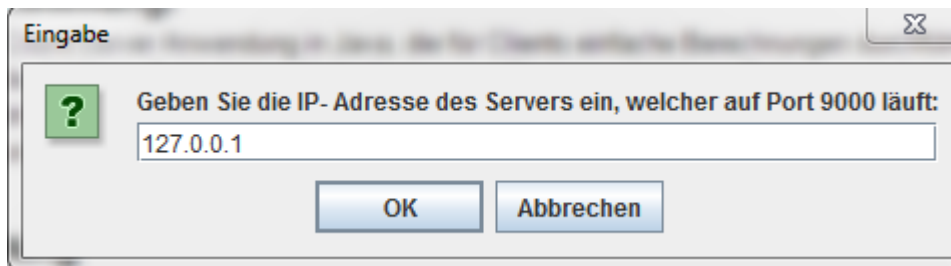 Eingabe
Geben Sie die IP- Adresse des Servers ein, welcher auf Port 9000 läuft:
127.0.0.1
OK Abbrechen